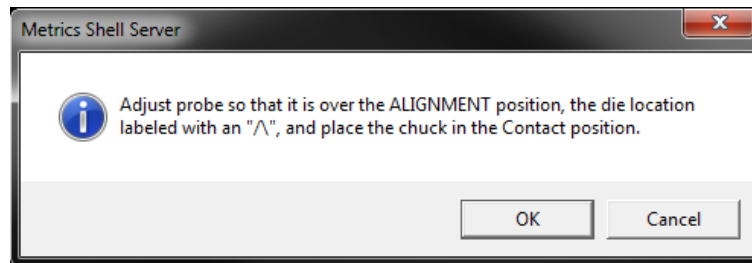 Metrics Shell Server
Adjust probe so that it is over the ALIGNMENT position, the die location
labeled with an "/\", and place the chuck in the Contact position.
OK
Cancel